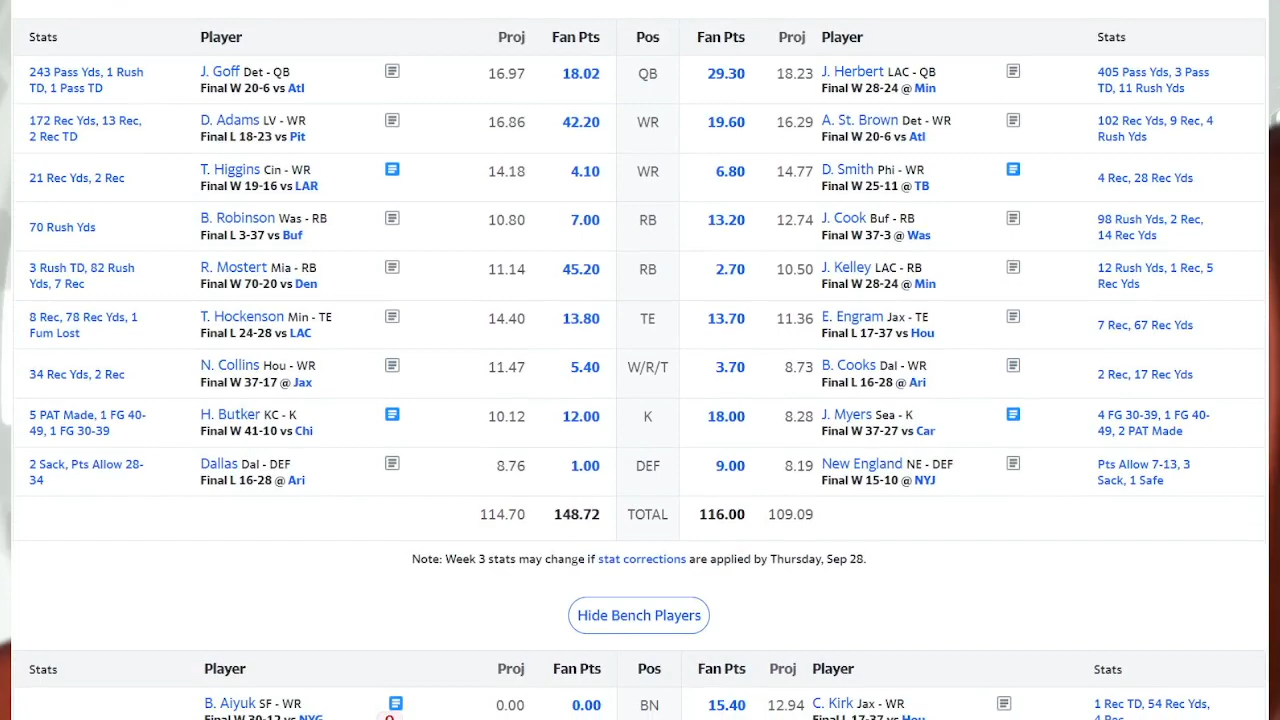 Stats Player Proj Fan Pts Pos Fan Pts Proj Player Stats
243 Pass Yds, 1 Rush J. Goff Det - QB 16.97 18.02 QB 29.30 18.23 J. Herbert LAC - QB 405 Pass Yds, 3 Pass
TD, 1 Pass TD Final W 20-6 vs Atl Final W 28-24 @ Min TD, 11 Rush Yds
172 Rec Yds, 13 Rec, D. Adams LV - WR 16.86 42.20 WR 19.60 16.29 A. St. Brown Det - WR 102 Rec Yds, 9 Rec, 4
2 Rec TD Final L 18-23 vs Pit Final W 20-6 vs Atl Rush Yds
21 Rec Yds, 2 Rec T. Higgins Cin - WR 14.18 4.10 WR 6.80 14.77 D. Smith Phi - WR 4 Rec, 28 Rec Yds
Final W 19-16 vs LAR Final W 25-11 @ TB
70 Rush Yds B. Robinson Was - RB 10.80 7.00 RB 13.20 12.74 J. Cook Buf - RB 98 Rush Yds, 2 Rec,
Final L 3-37 vs Buf Final W 37-3 @ Was 14 Rec Yds
3 Rush TD, 82 Rush R. Mostert Mia - RB 11.14 45.20 RB 2.70 10.50 J. Kelley LAC - RB 12 Rush Yds, 1 Rec, 5
Yds, 7 Rec Final W 70-20 vs Den Final W 28-24 @ Min Rec Yds
8 Rec, 78 Rec Yds, 1 T. Hockenson Min - TE 14.40 13.80 TE 13.70 11.36 E. Engram Jax - TE 7 Rec, 67 Rec Yds
Fum Lost Final L 24-28 vs LAC Final L 17-37 vs Hou
34 Rec Yds, 2 Rec N. Collins Hou - WR 11.47 5.40 W/R/T 3.70 8.73 B. Cooks Dal - WR 2 Rec, 17 Rec Yds
Final W 37-17 @ Jax Final L 16-28 @ Ari
5 PAT Made, 1 FG 40- H. Butker KC - K 10.12 12.00 K 18.00 8.28 J. Myers Sea - K 4 FG 30-39, 1 FG 40-
49, 1 FG 30-39 Final W 41-10 vs Chi Final W 37-27 vs Car 49, 2 PAT Made
2 Sack, Pts Allow 28- Dallas Dal - DEF 8.76 1.00 DEF 9.00 8.19 New England NE - DEF Pts Allow 7-13, 3
34 Final L 16-28 @ Ari Final W 15-10 @ NYJ Sack, 1 Safe
114.70 148.72 TOTAL 116.00 109.09
Note: Week 3 stats may change if stat corrections are applied by Thursday, Sep 28.
Hide Bench Players
Stats Player Proj Fan Pts Pos Fan Pts Proj Player Stats
B. Aiyuk SF - WR 0.00 0.00 BN 15.40 12.94 C. Kirk Jax - WR 1 Rec TD, 54 Rec Yds,
Final W 30-12 vs NYG Final L 17-37 vs Hou 4 Rec